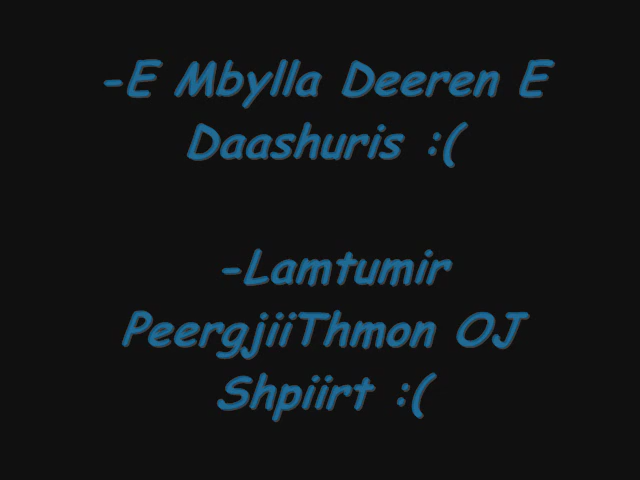 -E Mbylla Deeren E
Daashuris :(
-Lamtumir
PeergjiiThmon OJ
Shpiirt :(